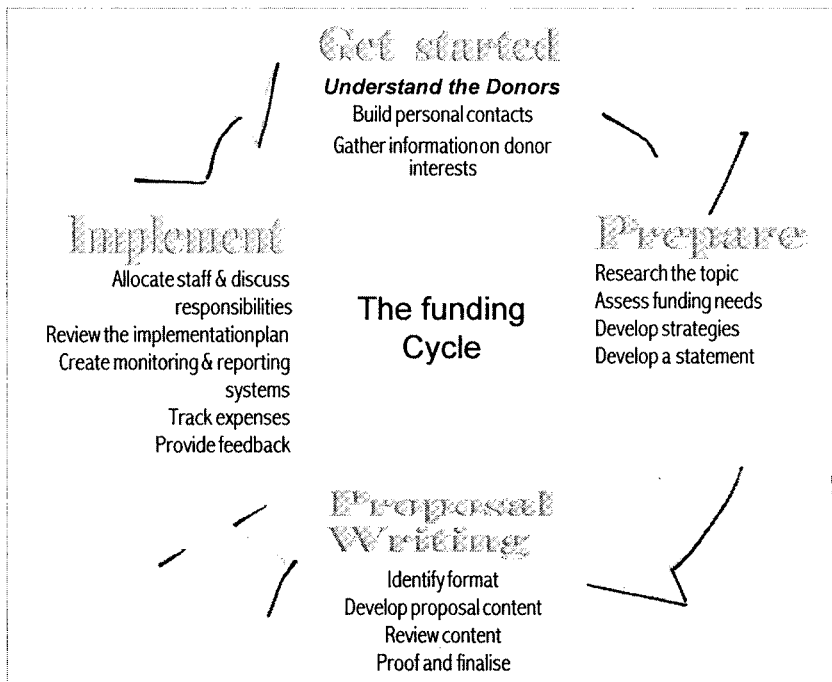 Get started
Understand the Donors
Build personal contacts
Gather information on donor
interests
Implement
Allocate staff & discuss
responsibilities
Review the implementation plan
Create monitoring & reporting
systems
Track expenses
Provide feedback
The funding
Cycle
Prepare
Research the topic
Assess funding needs
Develop strategies
Develop a statement
Proposal
Writing
Identify format
Develop proposal content
Review content
Proof and finalise